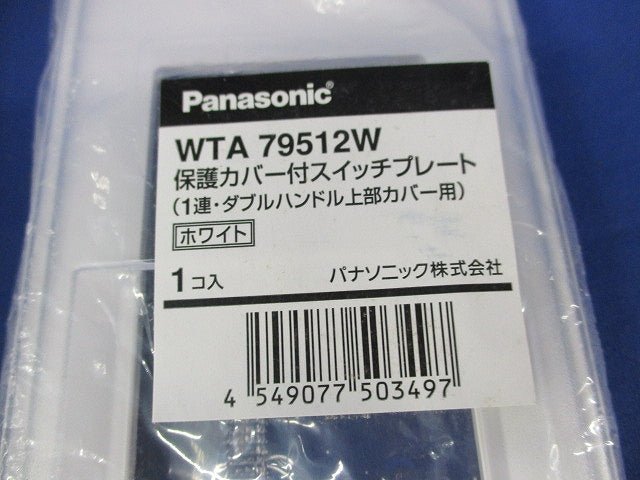 Panasonic®
WTA 79512W
保護カバー付スイッチプレート
(1連・ダブルハンドル上部カバー用)
ホワイト
1コ入 パナソニック株式会社
4 549077 503497